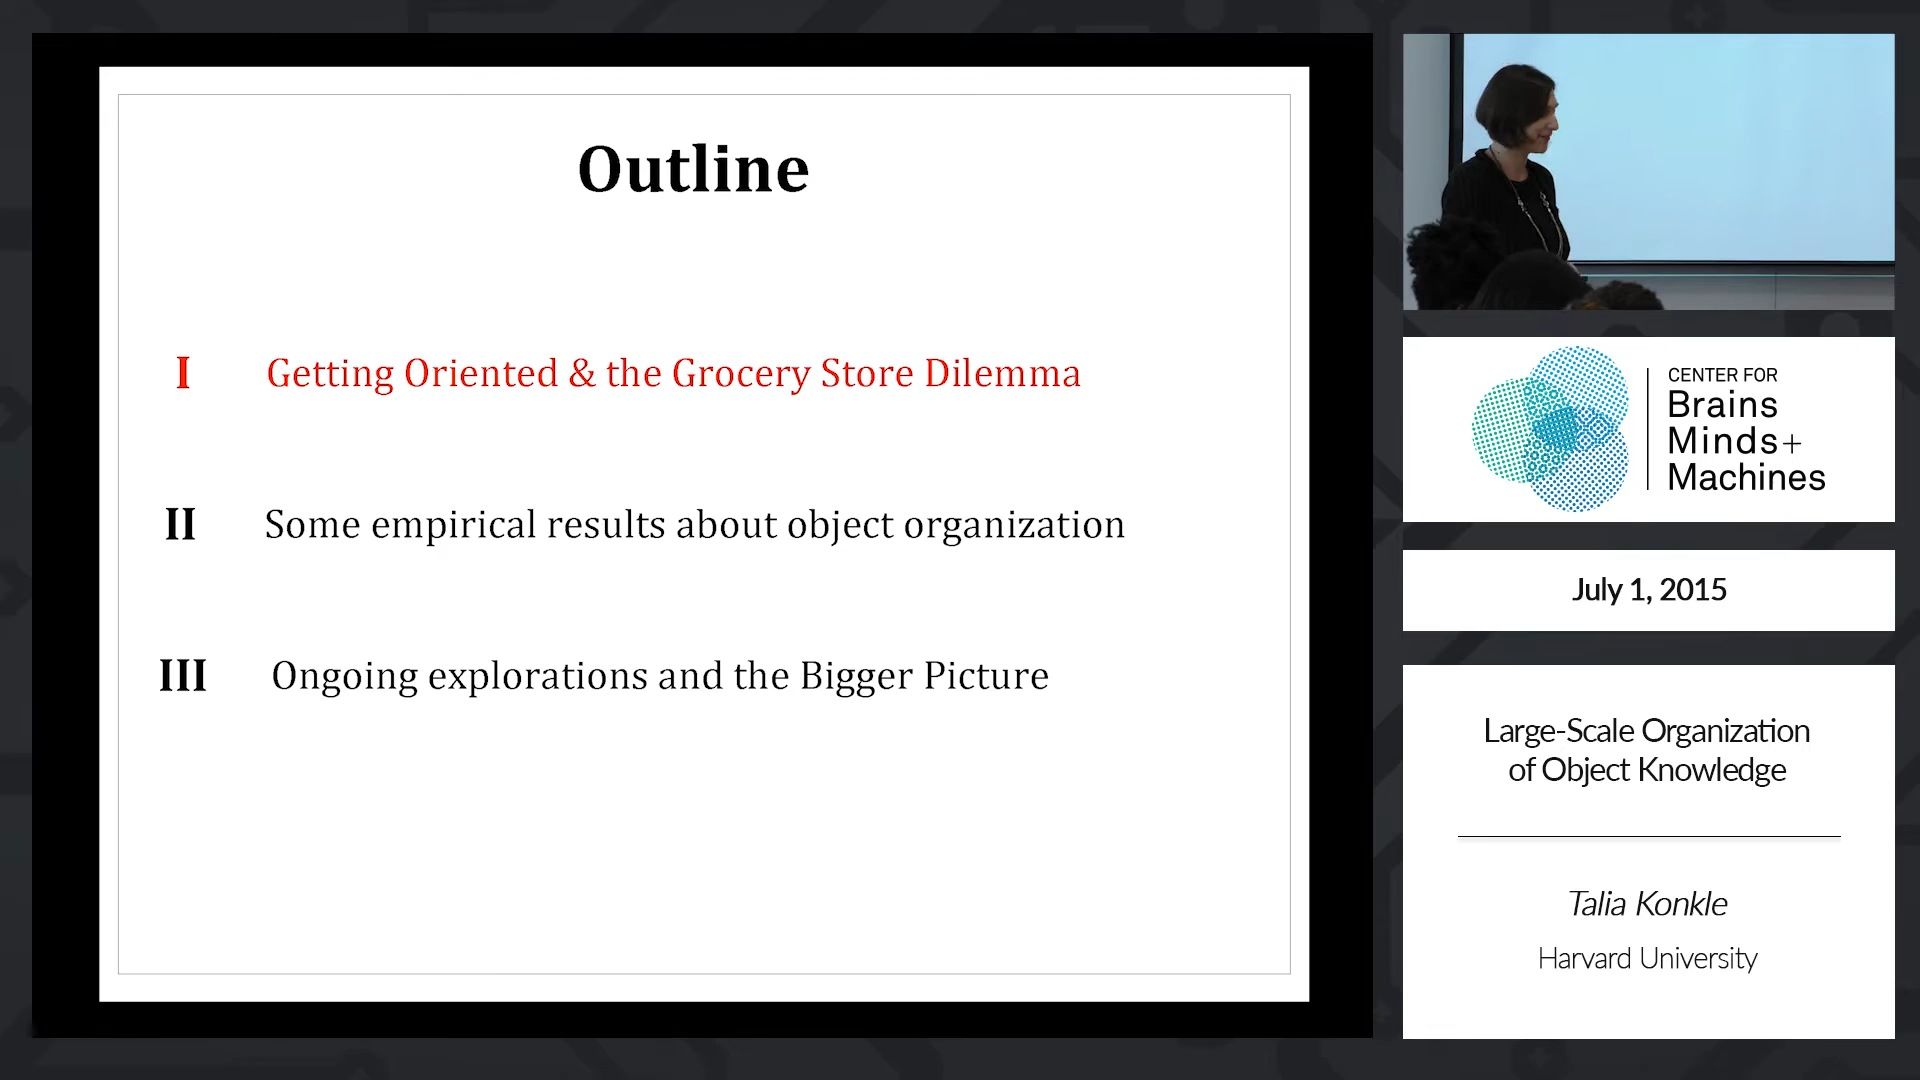 Outline
I Getting Oriented & the Grocery Store Dilemma
II Some empirical results about object organization
III Ongoing explorations and the Bigger Picture
CENTER FOR
Brains
Minds+
Machines
July 1, 2015
Large-Scale Organization
of Object Knowledge
Talia Konkle
Harvard University